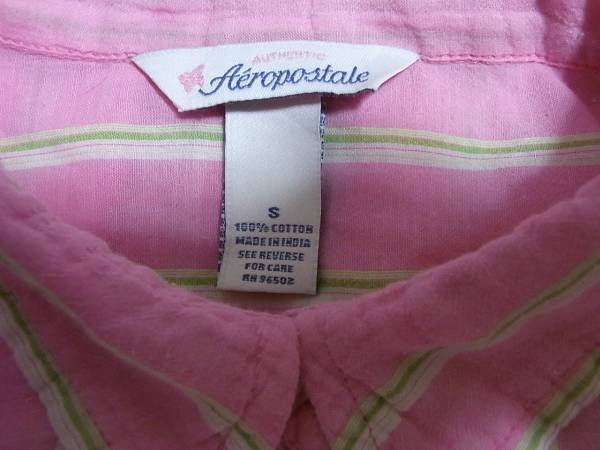 AUTHENTIC
Aéropostale
S
100% COTTON
MADE IN INDIA
SEE REVERSE
FOR CARE
RN 96502